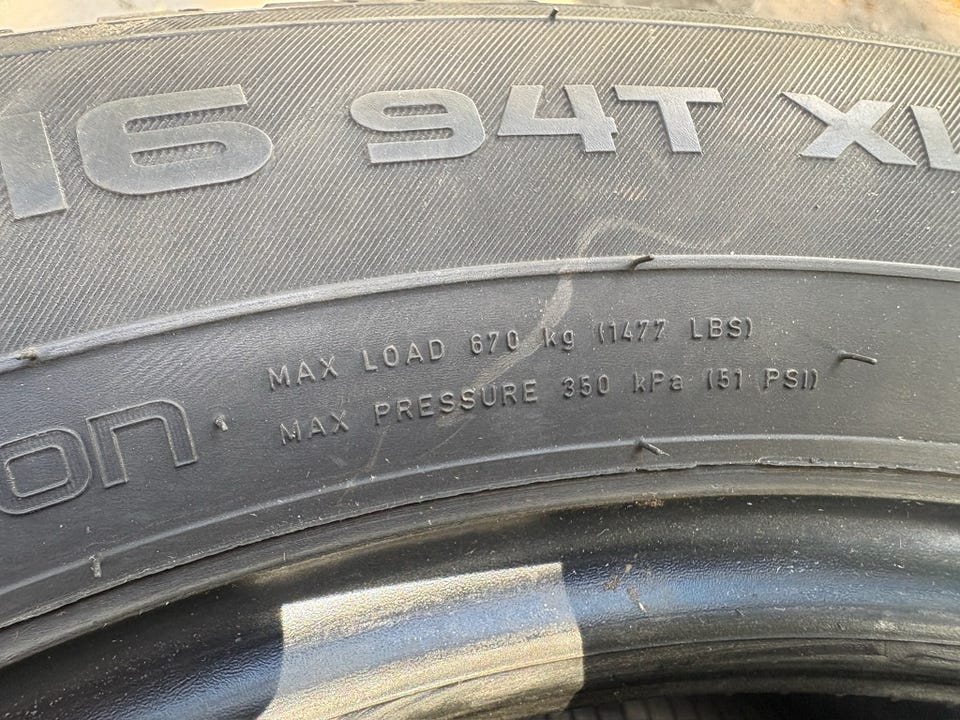 16 94T XL
MAX LOAD 670 kg (1477 LBS)
MAX PRESSURE 350 kPa (51 PSI)
on